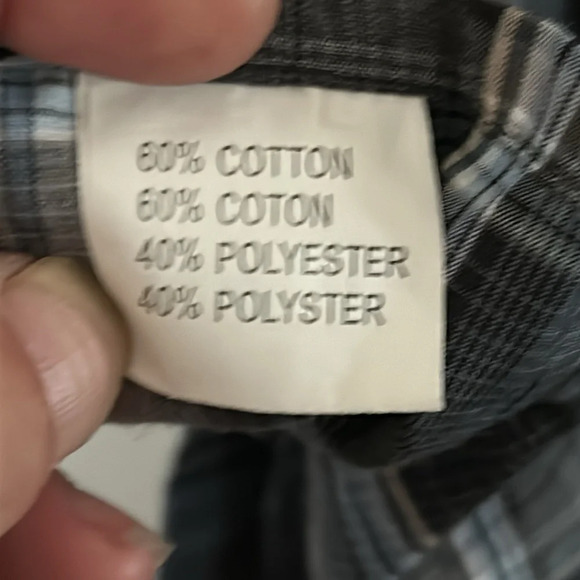 60% COTTON
60% COTON
40% POLYESTER
40% POLYSTER